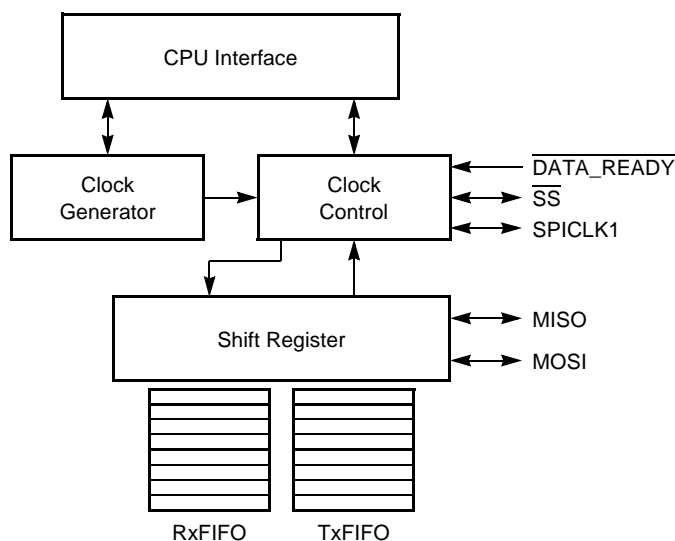 CPU Interface
Clock
Generator
Clock
Control
DATA_READY
SS
SPICLK1
Shift Register
MISO
MOSI
RxFIFO
TxFIFO